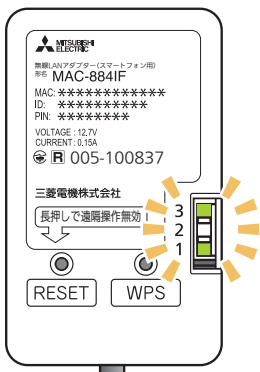 MITSUBISHI
ELECTRIC
無線LANアダプター(スマートフォン用)
形名 MAC-884IF
MAC: ***********
ID: ***********
PIN: ********
VOLTAGE : 12.7V
CURRENT : 0.15A
R 005-100837
三菱電機株式会社
長押しで遠隔操作無効
3
2
1
RESET
WPS